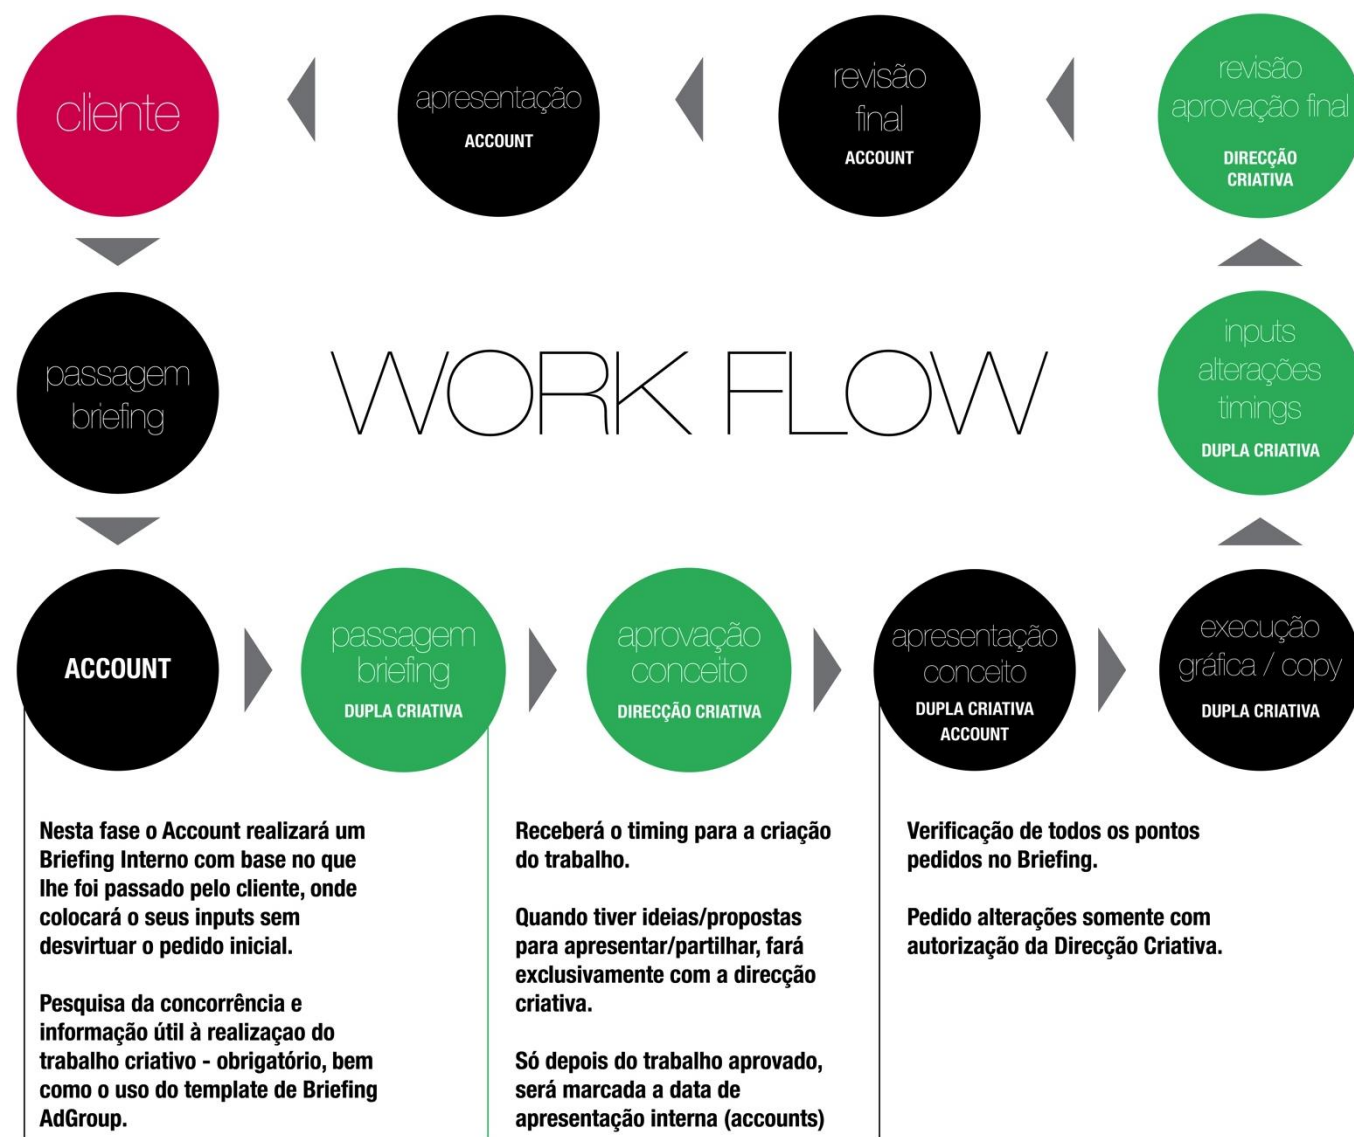 cliente
apresentação
ACCOUNT
revisão
final
ACCOUNT
revisão
aprovação final
DIRECÇÃO
CRIATIVA
passagem
briefing
WORK FLOW
inputs
alterações
timings
DUPLA CRIATIVA
ACCOUNT
passagem
briefing
DUPLA CRIATIVA
aprovação
conceito
DIRECÇÃO CRIATIVA
apresentação
conceito
DUPLA CRIATIVA
ACCOUNT
execução
gráfica / copy
DUPLA CRIATIVA
Nesta fase o Account realizará um
Briefing Interno com base no que
lhe foi passado pelo cliente, onde
colocará o seus inputs sem
desvirtuar o pedido inicial.
Pesquisa da concorrência e
informação útil à realizaçao do
trabalho criativo - obrigatório, bem
como o uso do template de Briefing
AdGroup.
Receberá o timing para a criação
do trabalho.
Quando tiver ideias/propostas
para apresentar/partilhar, fará
exclusivamente com a direcção
criativa.
Só depois do trabalho aprovado,
será marcada a data de
apresentação interna (accounts)
Verificação de todos os pontos
pedidos no Briefing.
Pedido alterações somente com
autorização da Direcção Criativa.